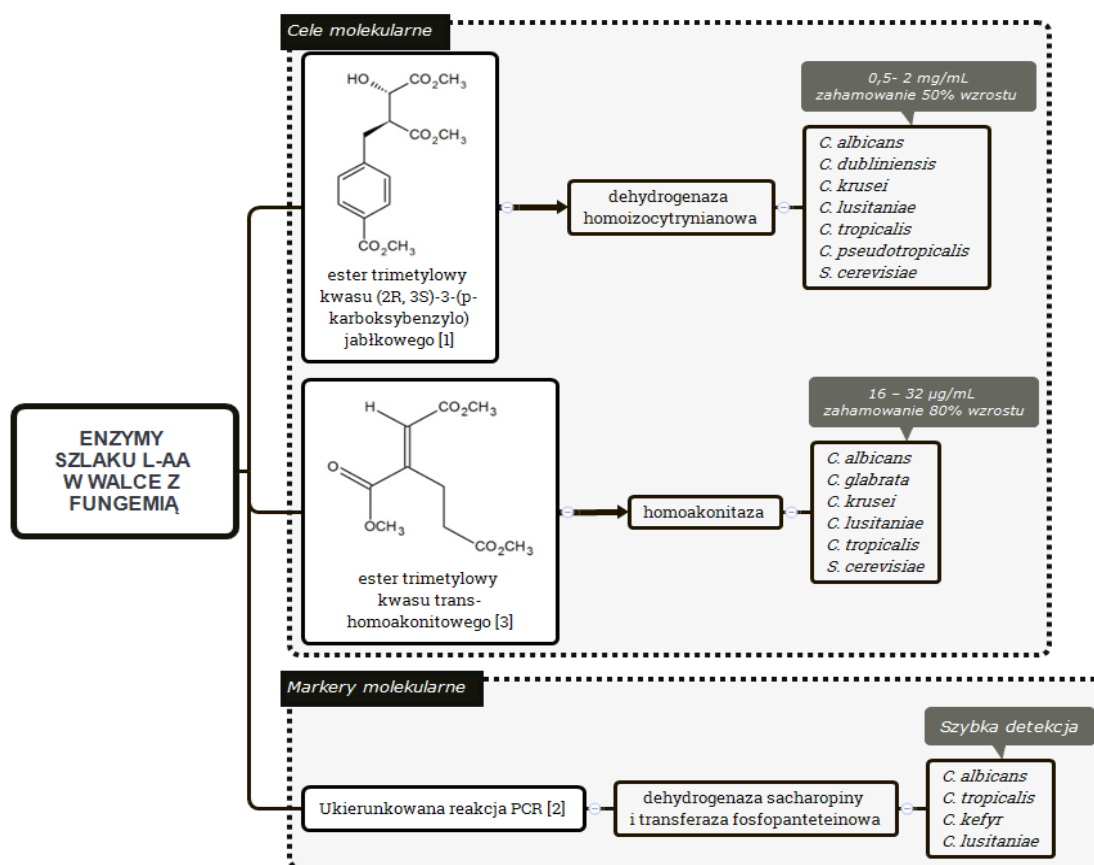 Cele molekularne
HO
CO₂CH₃
CO₂CH₃
CO₂CH₃
ester trimetylowy
kwasu (2R, 3S)-3-(p-
karboksybenzylo)
jabłkowego [1]
dehydrogenaza
homoizocytrynianowa
0,5- 2 mg/mL
zahamowanie 50% wzrostu
C. albicans
C. dubliniensis
C. krusei
C. lusitaniae
C. tropicalis
C. pseudotropicalis
S. cerevisiae
ENZYMY
SZLAKU L-AA
W WALCE Z
FUNGEMIĄ
H
CO₂CH₃
O
OCH₃
CO₂CH₃
ester trimetylowy
kwasu trans-
homoakonitowego [3]
homoakonitaza
16 – 32 µg/mL
zahamowanie 80% wzrostu
C. albicans
C. glabrata
C. krusei
C. lusitaniae
C. tropicalis
S. cerevisiae
Markery molekularne
Ukierunkowana reakcja PCR [2]
dehydrogenaza sacharopiny
i transferaza fosfopanteteinowa
Szybka detekcja
C. albicans
C. tropicalis
C. kefyr
C. lusitaniae